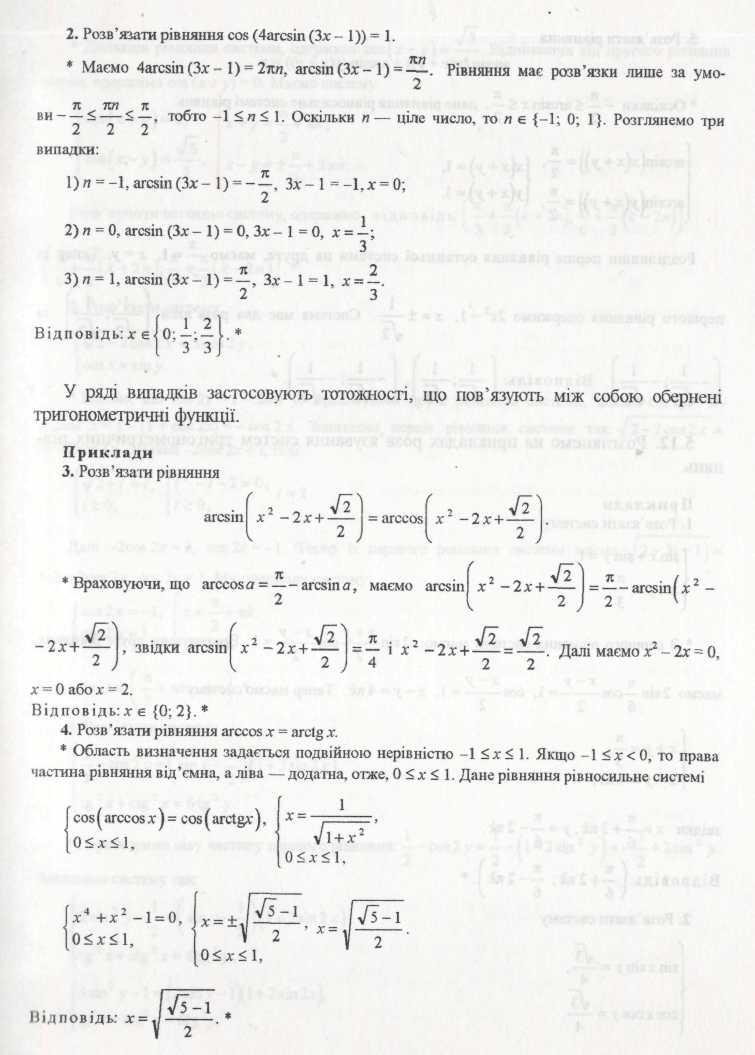 2. Розв’язати рівняння cos (4arcsin (3x – 1)) = 1.
* Маємо 4arcsin (3x – 1) = 2πn, arcsin (3x – 1) = πn/2. Рівняння має розв’язки лише за умо-
ви – π/2 ≤ πn/2 ≤ π/2, тобто –1 ≤ n ≤ 1. Оскільки n — ціле число, то n ∈ {–1; 0; 1}. Розглянемо три
випадки:
1) n = –1, arcsin (3x – 1) = – π/2, 3x – 1 = –1, x = 0;
2) n = 0, arcsin (3x – 1) = 0, 3x – 1 = 0, x = 1/3;
3) n = 1, arcsin (3x – 1) = π/2, 3x – 1 = 1, x = 2/3.
Відповідь: x ∈ {0; 1/3; 2/3}. *
У ряді випадків застосовують тотожності, що пов’язують між собою обернені
тригонометричні функції.
Приклади
3. Розв’язати рівняння
arcsin(x² – 2x + √2/2) = arccos(x² – 2x + √2/2).
* Враховуючи, що arccos a = π/2 – arcsin a, маємо arcsin(x² – 2x + √2/2) = π/2 – arcsin(x² –
– 2x + √2/2), звідки arcsin(x² – 2x + √2/2) = π/4 і x² – 2x + √2/2 = √2/2. Далі маємо x² – 2x = 0,
x = 0 або x = 2.
Відповідь: x ∈ {0; 2}. *
4. Розв’язати рівняння arccos x = arctg x.
* Область визначення задається подвійною нерівністю –1 ≤ x ≤ 1. Якщо –1 ≤ x < 0, то права
частина рівняння від’ємна, а ліва — додатна, отже, 0 ≤ x ≤ 1. Дане рівняння рівносильне системі
{cos(arccos x) = cos(arctgx), {x = 1/√(1 + x²),
0 ≤ x ≤ 1, 0 ≤ x ≤ 1,
{x⁴ + x² – 1 = 0, {x = ±√((√5 – 1)/2), x = √((√5 – 1)/2).
0 ≤ x ≤ 1, 0 ≤ x ≤ 1,
Відповідь: x = √((√5 – 1)/2). *